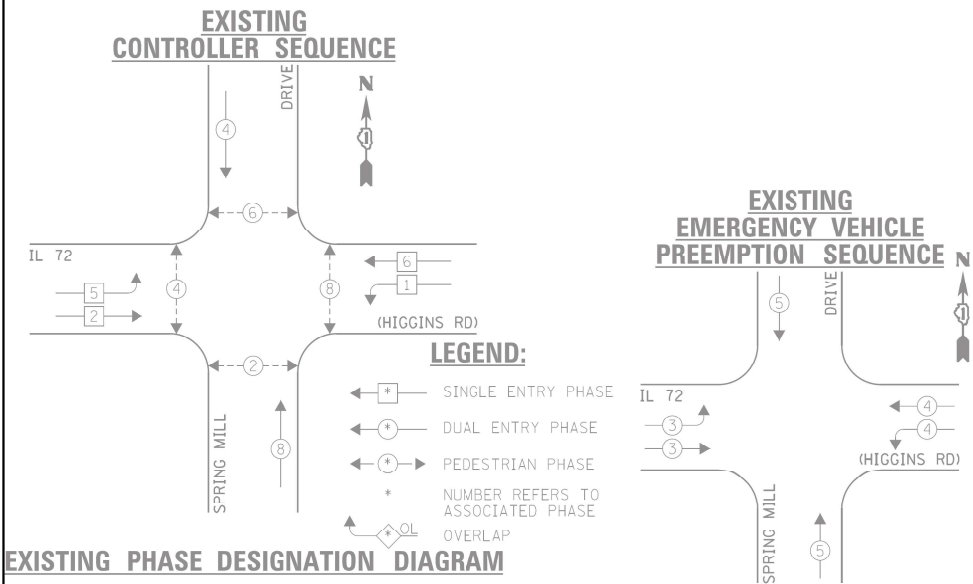 EXISTING
CONTROLLER SEQUENCE
DRIVE
N
1
4
6
IL 72
5
2
4
8
6
1
(HIGGINS RD)
2
SPRING MILL
8
LEGEND:
* SINGLE ENTRY PHASE
* DUAL ENTRY PHASE
* PEDESTRIAN PHASE
* NUMBER REFERS TO
ASSOCIATED PHASE
* OL OVERLAP
EXISTING PHASE DESIGNATION DIAGRAM
EXISTING
EMERGENCY VEHICLE
PREEMPTION SEQUENCE
N
1
5
DRIVE
IL 72
3
3
4
4
(HIGGINS RD)
SPRING MILL
5